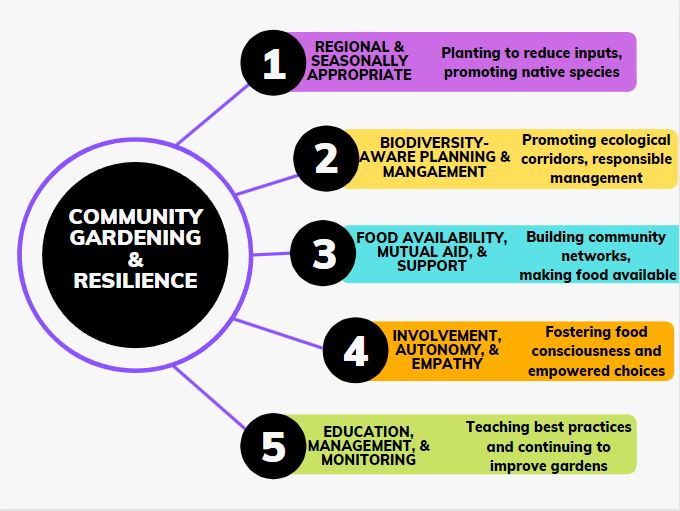 COMMUNITY
GARDENING
&
RESILIENCE
1
REGIONAL &
SEASONALLY
APPROPRIATE
Planting to reduce inputs,
promoting native species
2
BIODIVERSITY-
AWARE PLANNING &
MANGAEMENT
Promoting ecological
corridors, responsible
management
3
FOOD AVAILABILITY,
MUTUAL AID, &
SUPPORT
Building community
networks,
making food available
4
INVOLVEMENT,
AUTONOMY, &
EMPATHY
Fostering food
consciousness and
empowered choices
5
EDUCATION,
MANAGEMENT, &
MONITORING
Teaching best practices
and continuing to
improve gardens